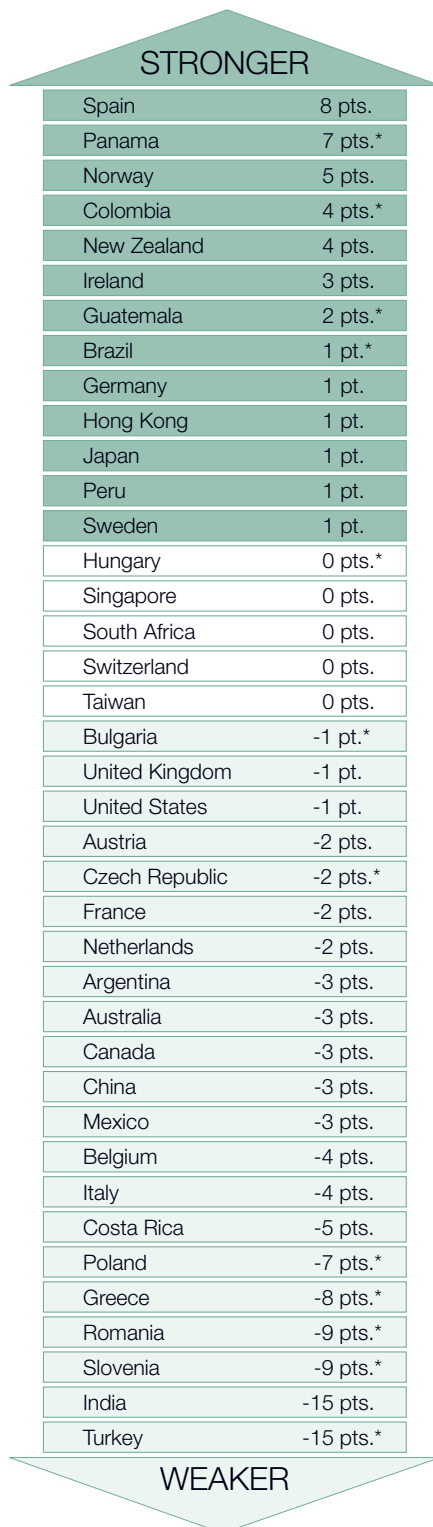 STRONGER
Spain 8 pts.
Panama 7 pts.*
Norway 5 pts.
Colombia 4 pts.*
New Zealand 4 pts.
Ireland 3 pts.
Guatemala 2 pts.*
Brazil 1 pt.*
Germany 1 pt.
Hong Kong 1 pt.
Japan 1 pt.
Peru 1 pt.
Sweden 1 pt.
Hungary 0 pts.*
Singapore 0 pts.
South Africa 0 pts.
Switzerland 0 pts.
Taiwan 0 pts.
Bulgaria -1 pt.*
United Kingdom -1 pt.
United States -1 pt.
Austria -2 pts.
Czech Republic -2 pts.*
France -2 pts.
Netherlands -2 pts.
Argentina -3 pts.
Australia -3 pts.
Canada -3 pts.
China -3 pts.
Mexico -3 pts.
Belgium -4 pts.
Italy -4 pts.
Costa Rica -5 pts.
Poland -7 pts.*
Greece -8 pts.*
Romania -9 pts.*
Slovenia -9 pts.*
India -15 pts.
Turkey -15 pts.*
WEAKER